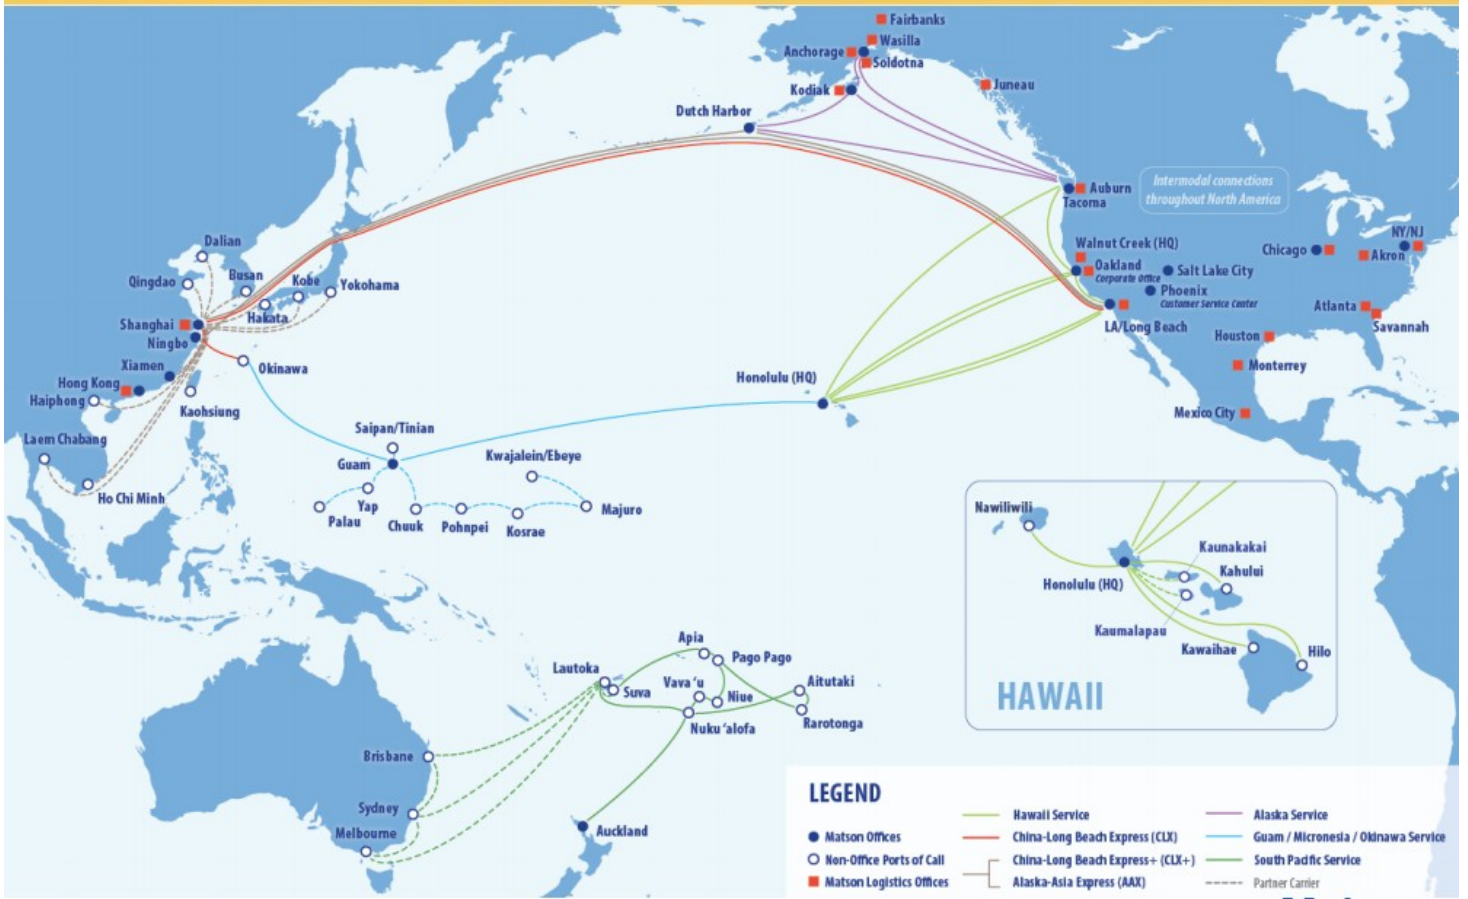 Fairbanks
Wasilla
Anchorage
Soldotna
Kodiak
Juneau
Dutch Harbor
Auburn
Tacoma
Intermodal connections
throughout North America
Walnut Creek (HQ)
Oakland
Corporate Office
Salt Lake City
Phoenix
Customer Service Center
LA/Long Beach
Chicago
NY/NJ
Akron
Atlanta
Savannah
Houston
Monterrey
Mexico City
Dalian
Qingdao
Busan
Kobe
Yokohama
Hakata
Shanghai
Ningbo
Xiamen
Okinawa
Hong Kong
Haiphong
Kaohsiung
Laem Chabang
Ho Chi Minh
Honolulu (HQ)
Saipan/Tinian
Guam
Kwajalein/Ebeye
Yap
Palau
Chuuk
Pohnpei
Kosrae
Majuro
Nawiliwili
Kaunakakai
Honolulu (HQ)
Kahului
Kaumalapau
Kawaihae
Hilo
HAWAII
Apia
Pago Pago
Lautoka
Suva
Vava 'u
Niue
Aitutaki
Nuku 'alofa
Rarotonga
Brisbane
Sydney
Melbourne
Auckland
LEGEND
Matson Offices
Non-Office Ports of Call
Matson Logistics Offices
Hawaii Service
China-Long Beach Express (CLX)
China-Long Beach Express+ (CLX+)
Alaska-Asia Express (AAX)
Alaska Service
Guam / Micronesia / Okinawa Service
South Pacific Service
Partner Carrier